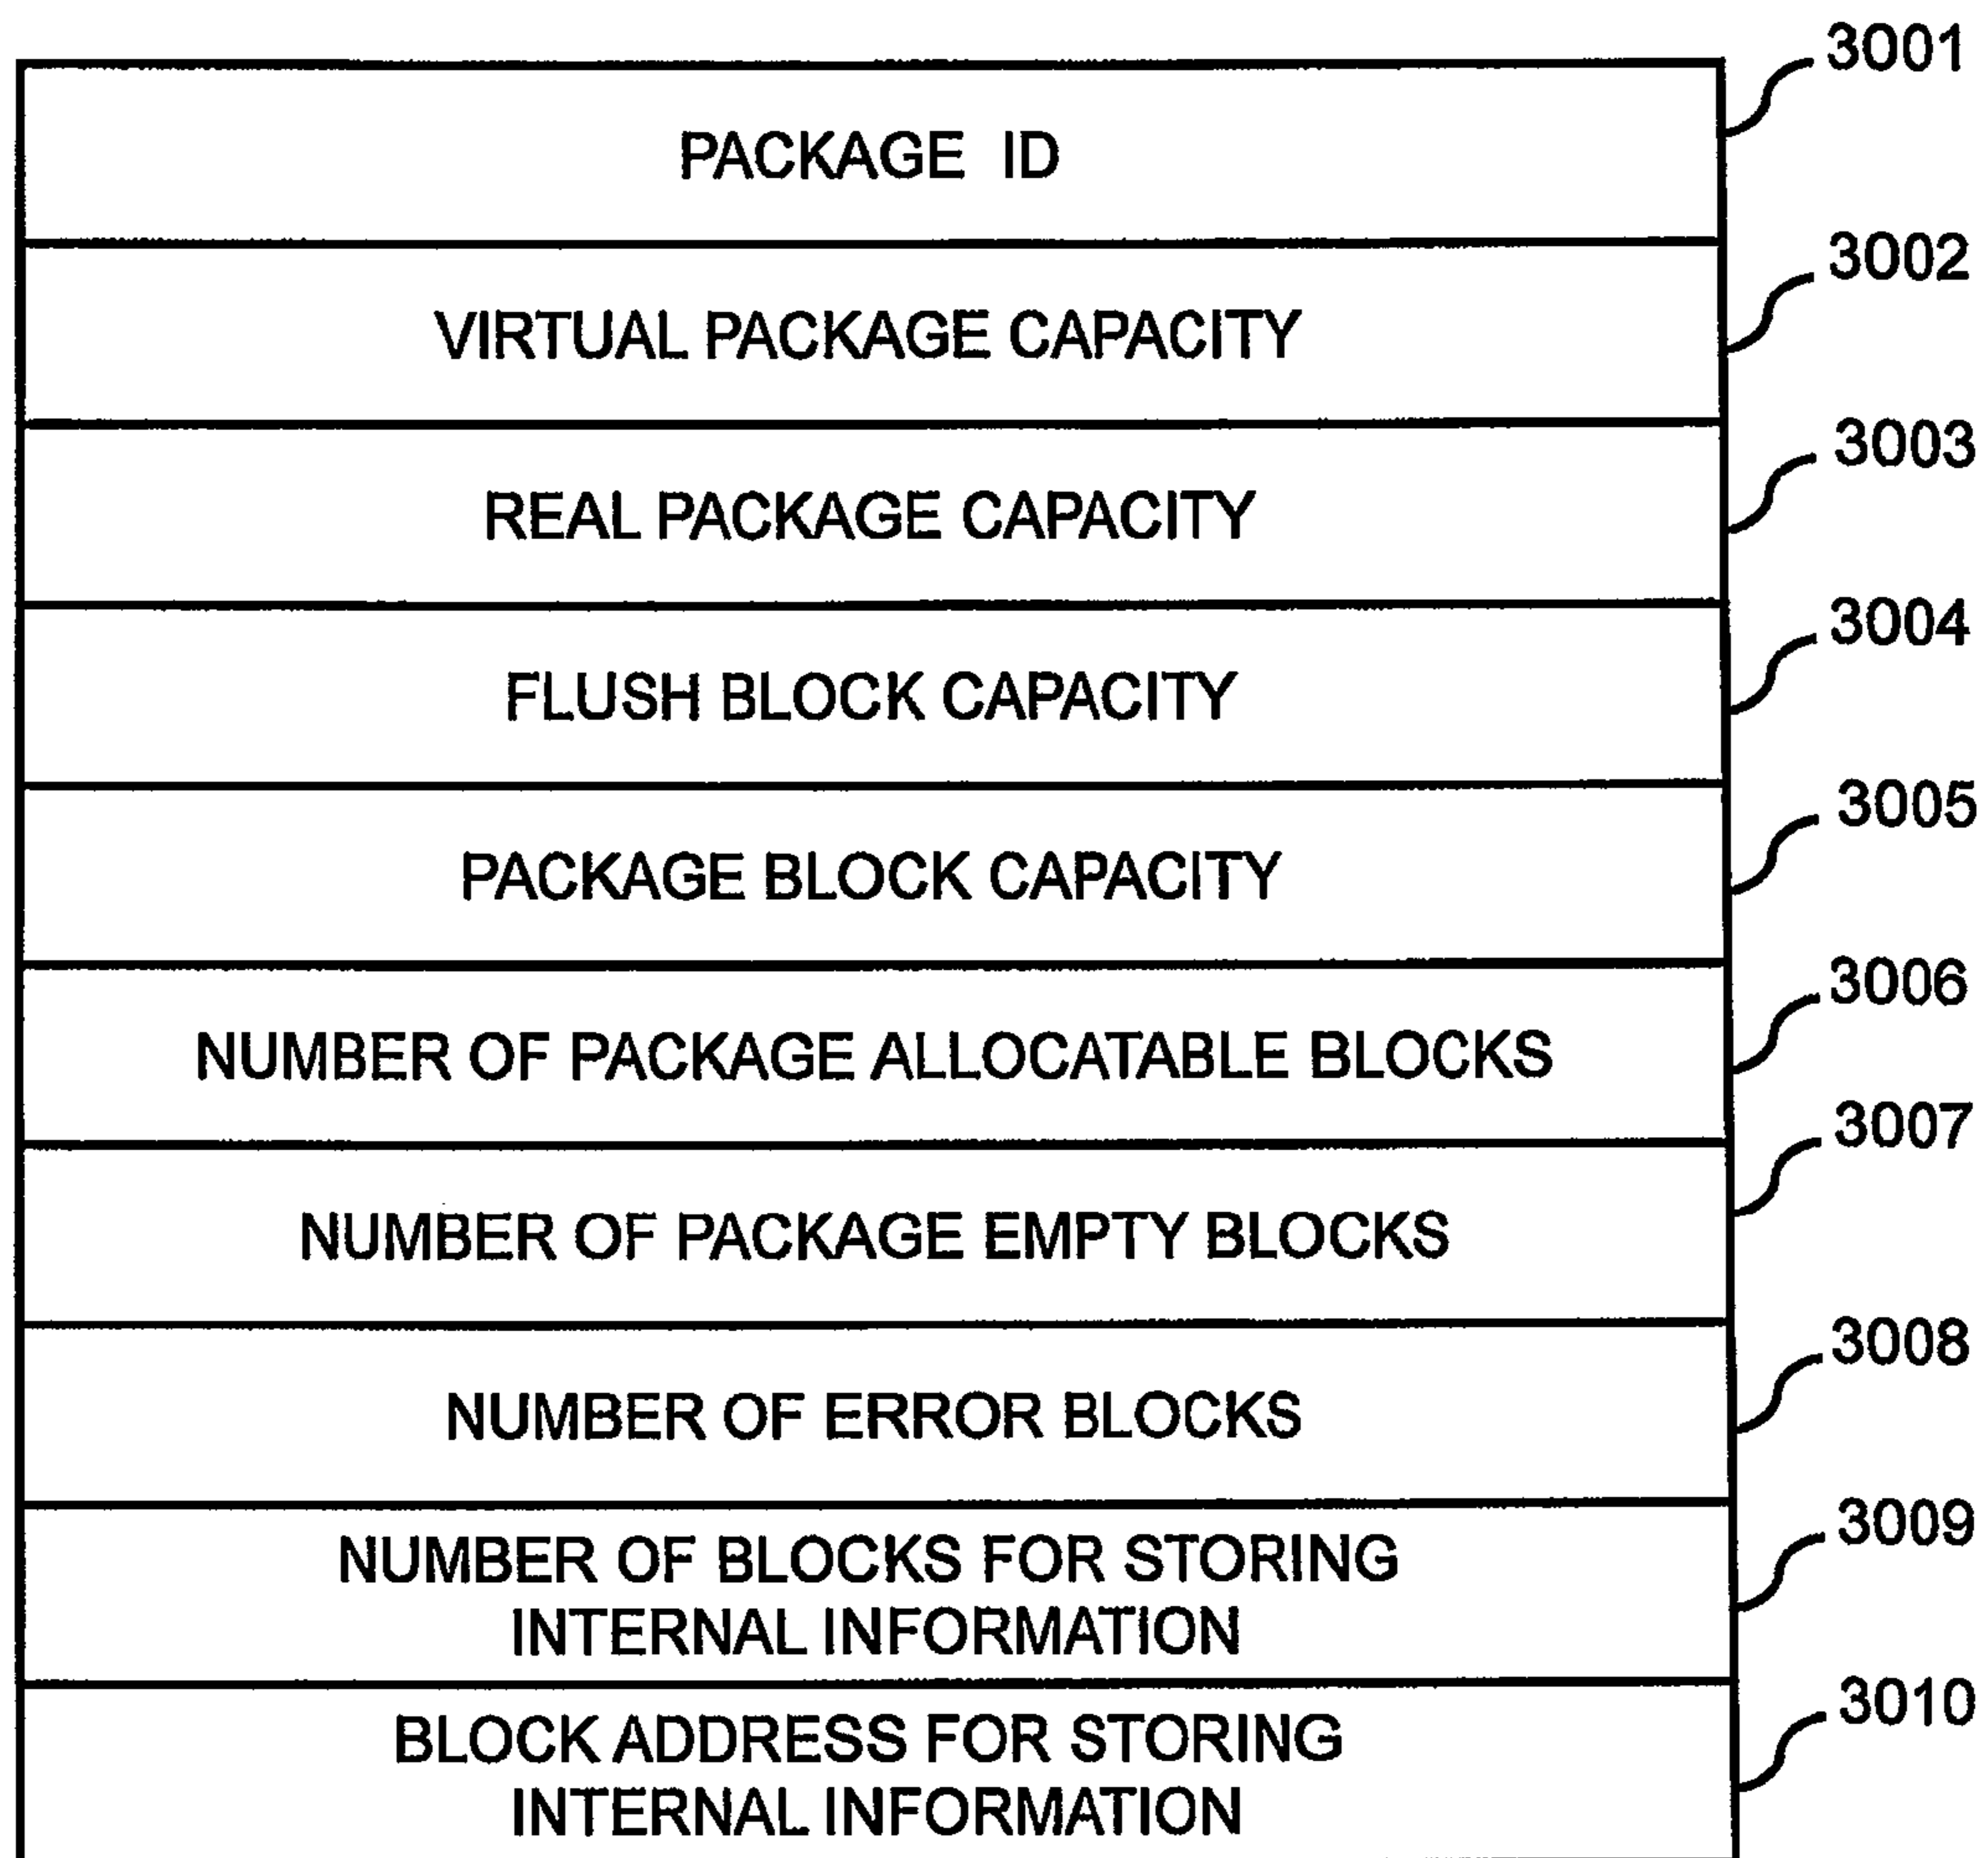 3001
PACKAGE ID
3002
VIRTUAL PACKAGE CAPACITY
3003
REAL PACKAGE CAPACITY
3004
FLUSH BLOCK CAPACITY
3005
PACKAGE BLOCK CAPACITY
3006
NUMBER OF PACKAGE ALLOCATABLE BLOCKS
3007
NUMBER OF PACKAGE EMPTY BLOCKS
3008
NUMBER OF ERROR BLOCKS
3009
NUMBER OF BLOCKS FOR STORING
INTERNAL INFORMATION
3010
BLOCK ADDRESS FOR STORING
INTERNAL INFORMATION